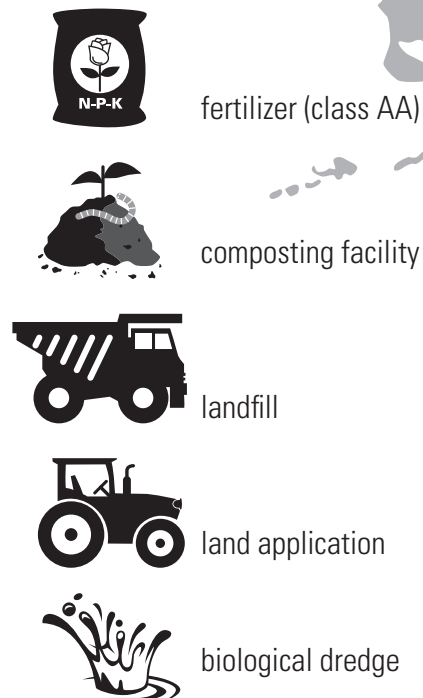 N-P-K
fertilizer (class AA)
composting facility
landfill
land application
biological dredge